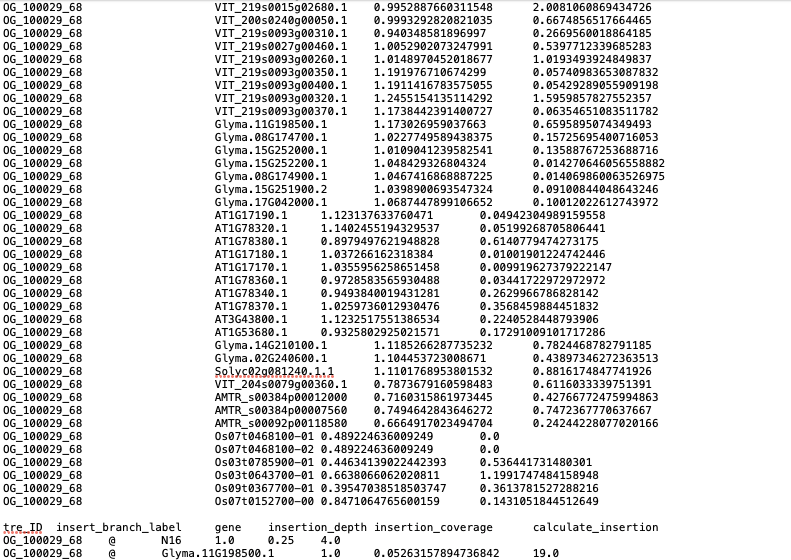 OG_100029_68 VIT_219s0015g02680.1 0.9952887660311548 2.0081060869434726
OG_100029_68 VIT_200s0240g00050.1 0.9993292820821035 0.6674856517664465
OG_100029_68 VIT_219s0093g00310.1 0.940348581896997 0.2669560018864185
OG_100029_68 VIT_219s0027g00460.1 1.0052902073247991 0.5397712339685283
OG_100029_68 VIT_219s0093g00260.1 1.0148970452018677 1.0193493924849837
OG_100029_68 VIT_219s0093g00350.1 1.191976710674299 0.05740983653087832
OG_100029_68 VIT_219s0093g00400.1 1.1911416783575055 0.05429289055909198
OG_100029_68 VIT_219s0093g00320.1 1.2455154135114292 1.5959857827552357
OG_100029_68 VIT_219s0093g00370.1 1.1738442391400727 0.06354651083511782
OG_100029_68 Glyma.11G198500.1 1.173026959037663 0.6595895074349493
OG_100029_68 Glyma.08G174700.1 1.0227749589438375 0.15725695400716053
OG_100029_68 Glyma.15G252000.1 1.0109041239582541 0.13588767253688716
OG_100029_68 Glyma.15G252200.1 1.048429326804324 0.014270646056558882
OG_100029_68 Glyma.08G174900.1 1.0467416868887225 0.014069860063526975
OG_100029_68 Glyma.15G251900.2 1.0398900693547324 0.09100844048643246
OG_100029_68 Glyma.17G042000.1 1.0687447899106652 0.10012022612743972
OG_100029_68 AT1G17190.1 1.123137633760471 0.04942304989159558
OG_100029_68 AT1G78320.1 1.1402455194329537 0.05199268705806441
OG_100029_68 AT1G78380.1 0.8979497621948828 0.6140779474273175
OG_100029_68 AT1G17180.1 1.037266162318384 0.01001901224742446
OG_100029_68 AT1G17170.1 1.0355956258651458 0.009919627379222147
OG_100029_68 AT1G78360.1 0.9728583565930488 0.03441722972972972
OG_100029_68 AT1G78340.1 0.9493840019431281 0.2629966786828142
OG_100029_68 AT1G78370.1 1.0259736012930476 0.3568459884451832
OG_100029_68 AT3G43800.1 1.1232517551386534 0.2240528448793906
OG_100029_68 AT1G53680.1 0.9325802925021571 0.17291009101717286
OG_100029_68 Glyma.14G210100.1 1.1185266287735232 0.7824468782791185
OG_100029_68 Glyma.02G240600.1 1.104453723008671 0.43897346272363513
OG_100029_68 Solyc02g081240.1.1 1.1101768953801532 0.8816174847741926
OG_100029_68 VIT_204s0079g00360.1 0.7873679160598483 0.6116033339751391
OG_100029_68 AMTR_s00384p00012000 0.7160315861973445 0.42766772475994863
OG_100029_68 AMTR_s00384p00007560 0.7494642843646272 0.7472367770637667
OG_100029_68 AMTR_s00092p00118580 0.6664917023494704 0.24244228077020166
OG_100029_68 Os07t0468100-01 0.489224636009249 0.0
OG_100029_68 Os07t0468100-02 0.489224636009249 0.0
OG_100029_68 Os03t0785900-01 0.44634139022442393 0.536441731480301
OG_100029_68 Os03t0643700-01 0.6638066062020811 1.1991747484158948
OG_100029_68 Os09t0367700-01 0.39547038518503747 0.3613781527288216
OG_100029_68 Os07t0152700-00 0.8471064765600159 0.1431051844512649
tre_ID insert_branch_label gene insertion_depth insertion_coverage calculate_insertion
OG_100029_68 @ N16 1.0 0.25 4.0
OG_100029_68 @ Glyma.11G198500.1 1.0 0.05263157894736842 19.0